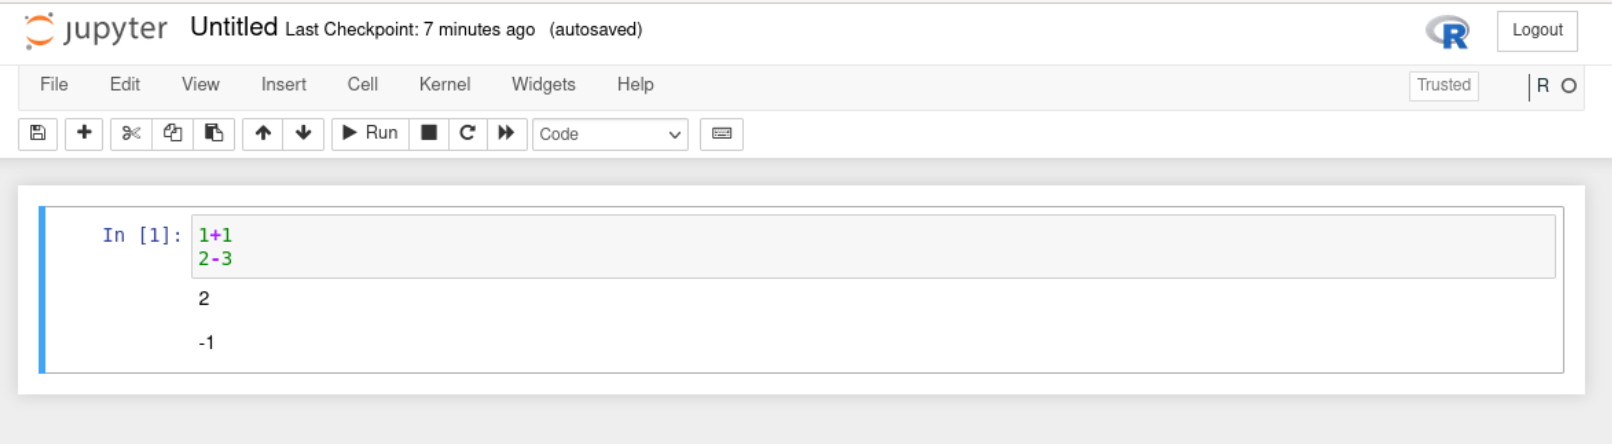 jupyter Untitled Last Checkpoint: 7 minutes ago (autosaved) R Logout
File Edit View Insert Cell Kernel Widgets Help Trusted R
Run Code
In [1]: 1+1
2-3
2
-1